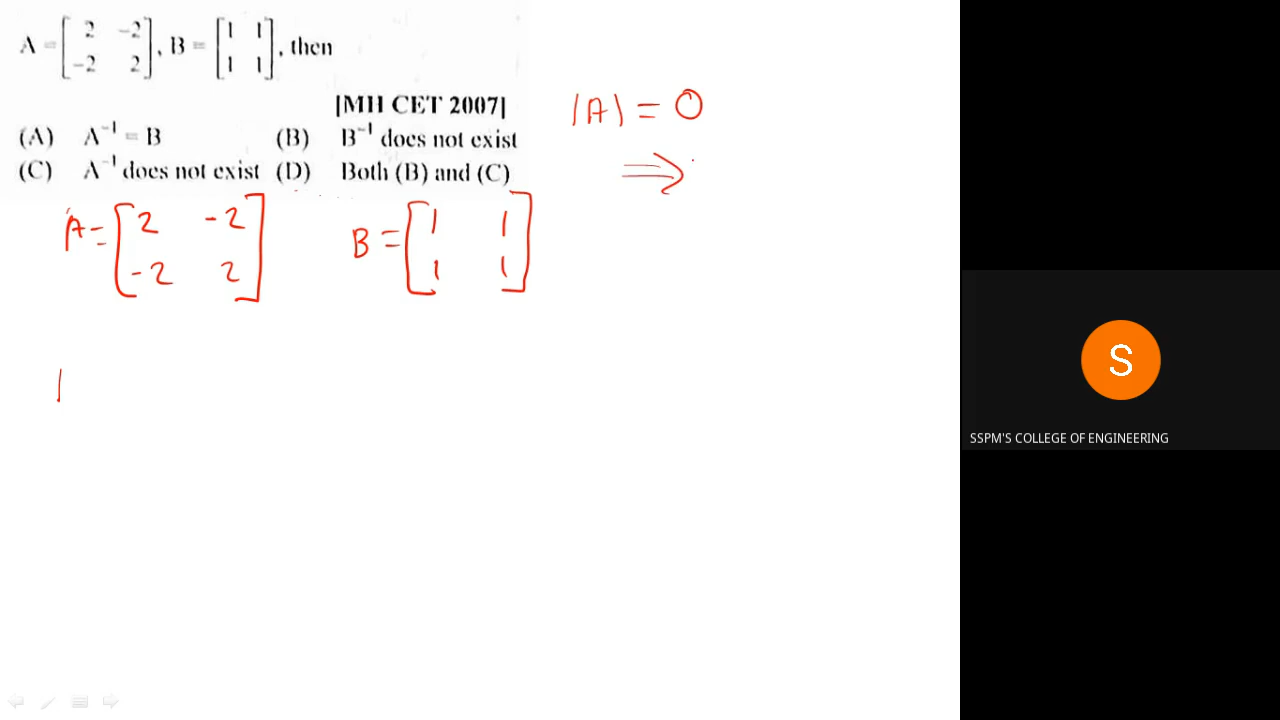 A = [ 2 -2 ; -2 2 ], B = [ 1 1 ; 1 1 ], then
[MH CET 2007]
(A) A⁻¹ = B (B) B⁻¹ does not exist
(C) A⁻¹ does not exist (D) Both (B) and (C)
|A| = 0
⇒
A = [ 2 -2 ; -2 2 ] B = [ 1 1 ; 1 1 ]
|
S
SSPM'S COLLEGE OF ENGINEERING